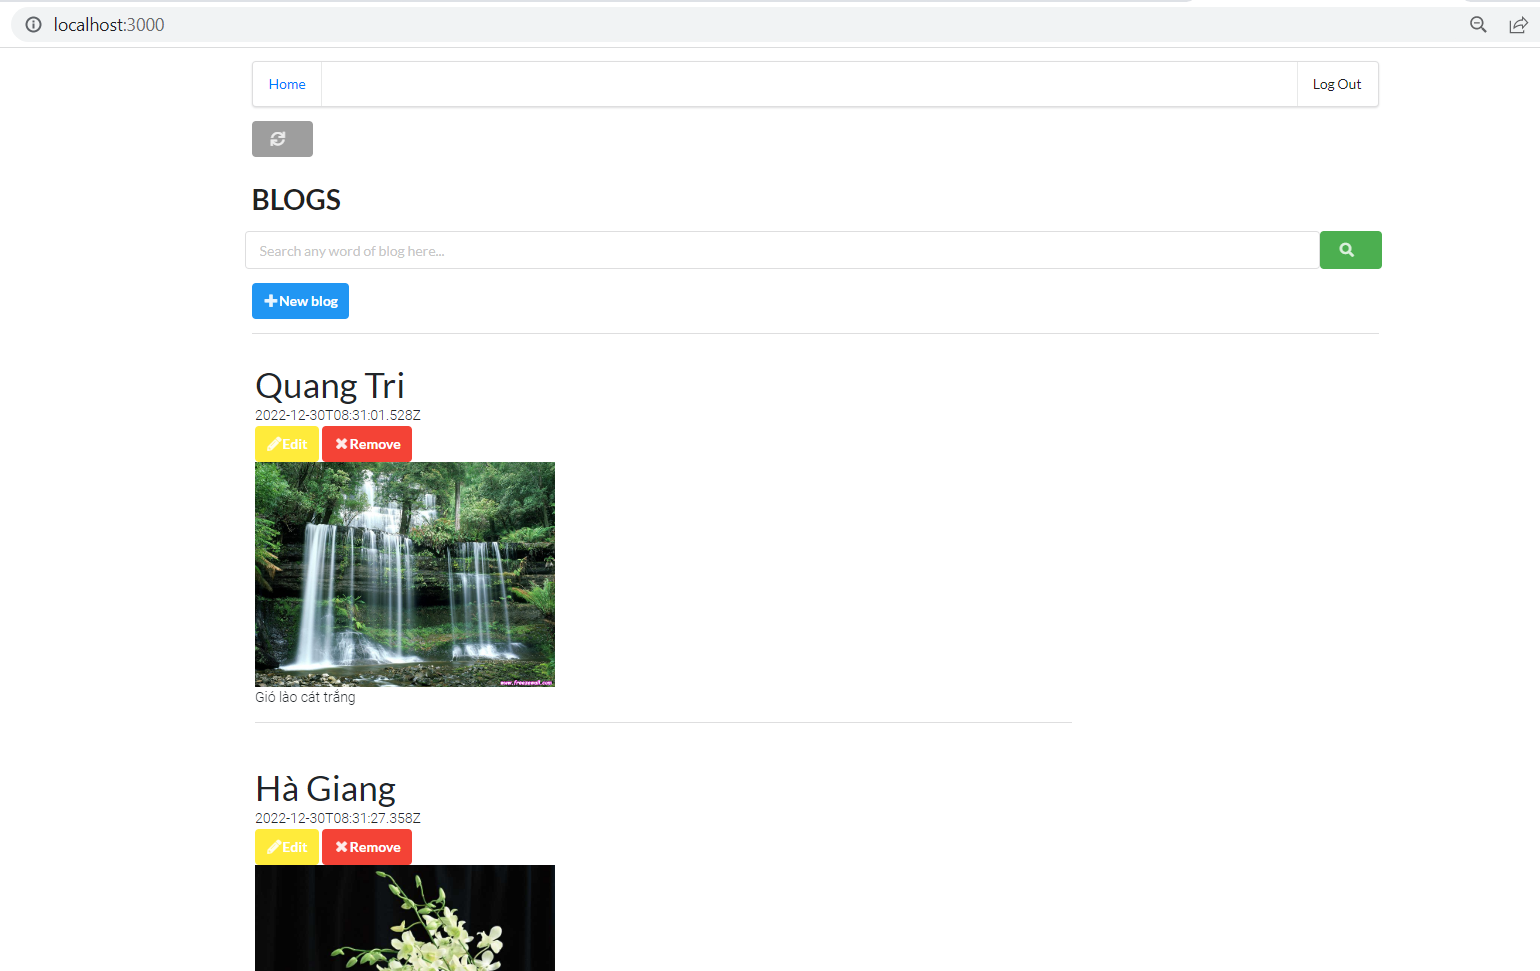 localhost:3000
Home
Log Out
BLOGS
Search any word of blog here...
New blog
Quang Tri
2022-12-30T08:31:01.528Z
Edit Remove
www.freezewall.com
Gió lào cát trắng
Hà Giang
2022-12-30T08:31:27.358Z
Edit Remove